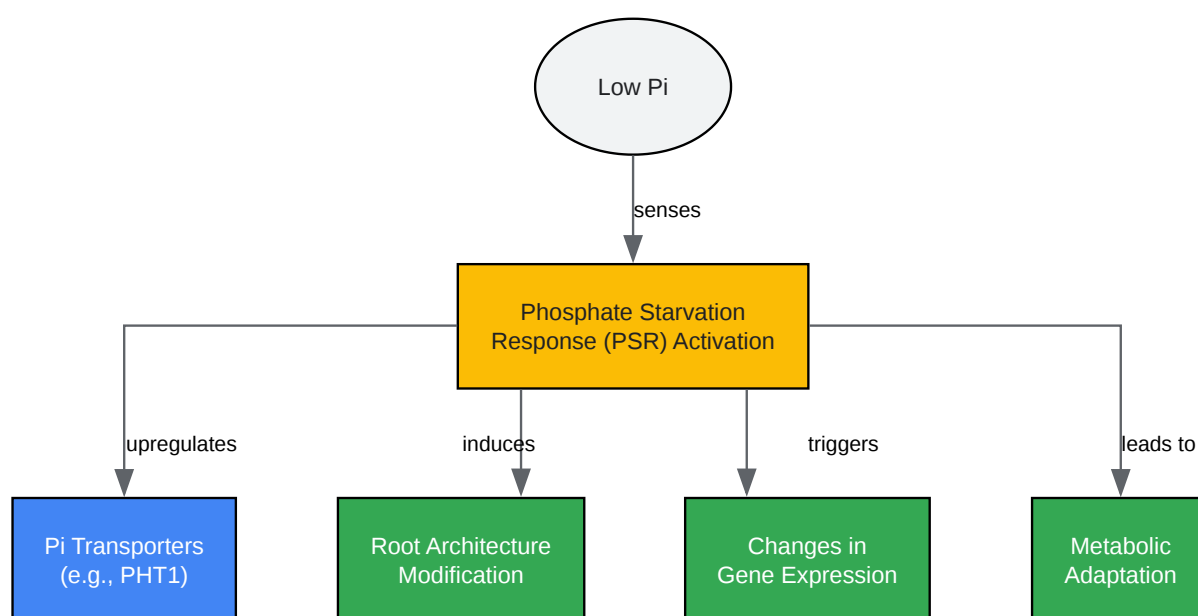 Low Pi
senses
Phosphate Starvation
Response (PSR) Activation
upregulates
induces
triggers
leads to
Pi Transporters
(e.g., PHT1)
Root Architecture
Modification
Changes in
Gene Expression
Metabolic
Adaptation